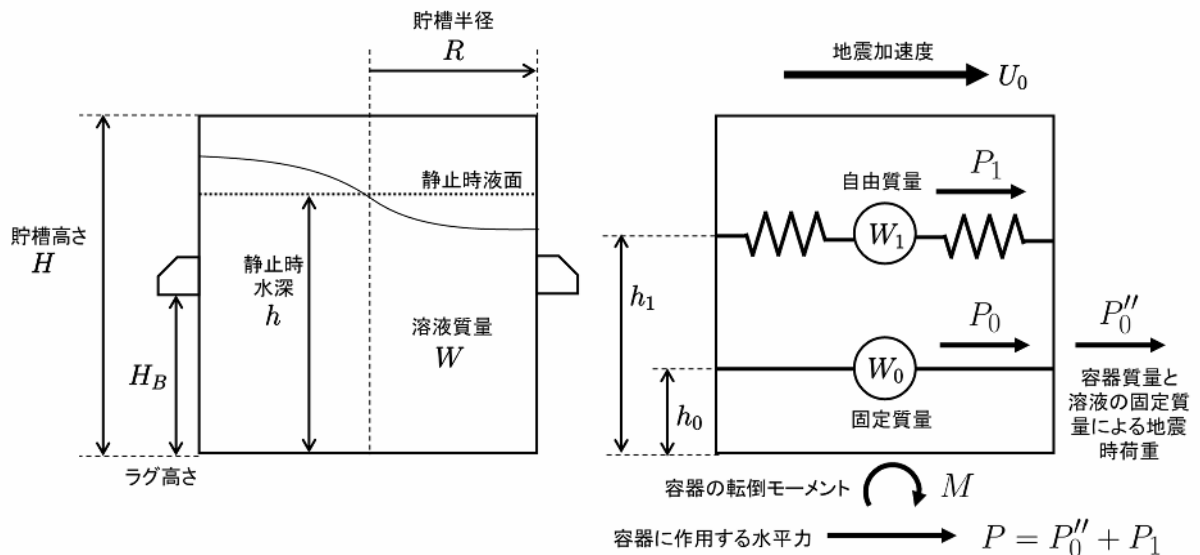 貯槽半径
R
地震加速度
U₀
静止時液面
貯槽高さ
H
静止時
水深
h
溶液質量
W
H_B
ラグ高さ
自由質量
P₁
W₁
h₁
P₀
P₀″
W₀
固定質量
h₀
容器質量と
溶液の固定質
量による地震
時荷重
容器の転倒モーメント
M
容器に作用する水平力
P = P₀″ + P₁